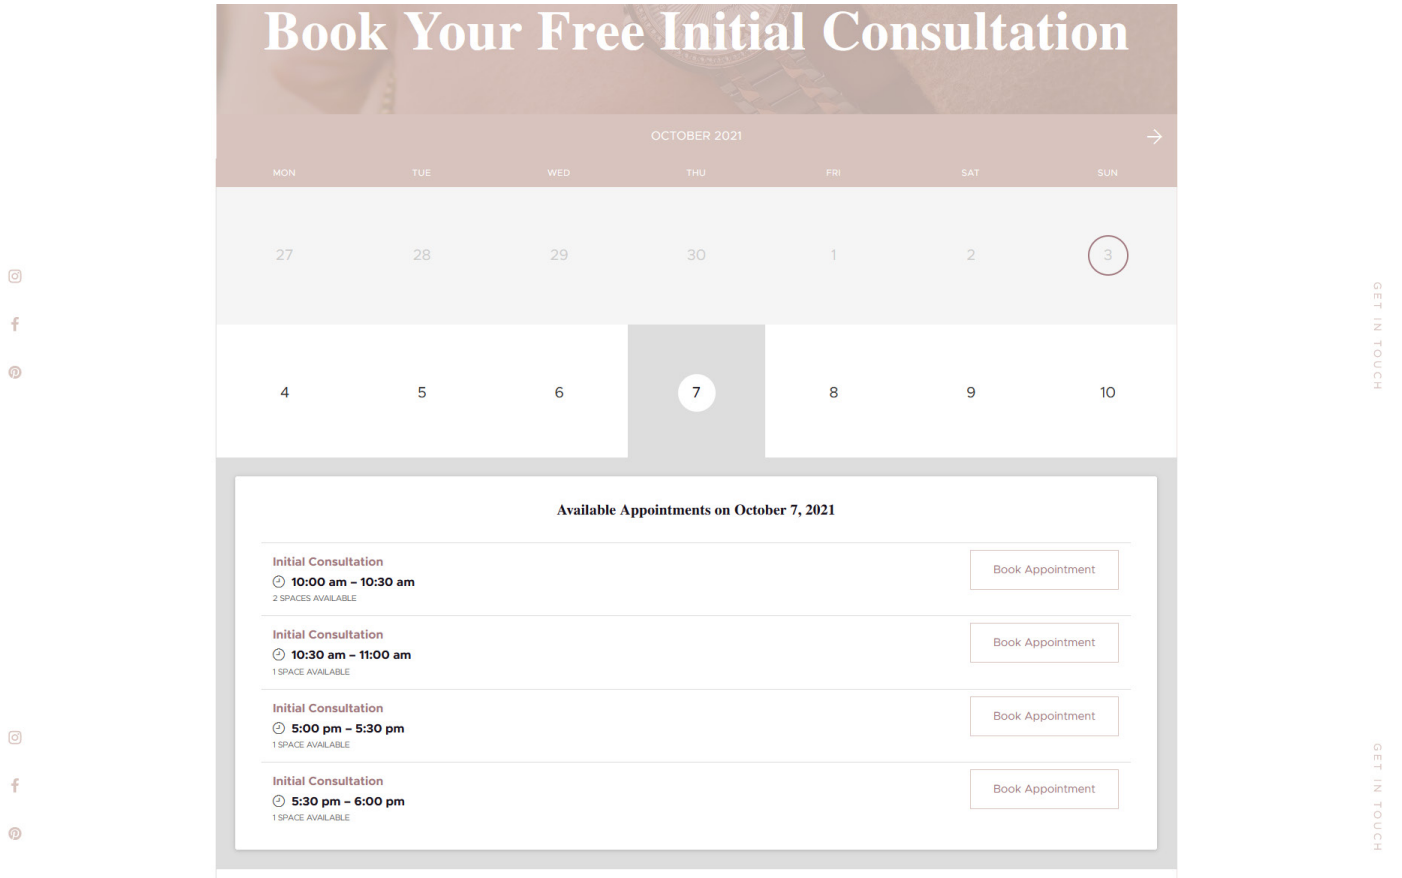 Book Your Free Initial Consultation
OCTOBER 2021
MON TUE WED THU FRI SAT SUN
27 28 29 30 1 2 3
4 5 6 7 8 9 10
Available Appointments on October 7, 2021
Initial Consultation
10:00 am – 10:30 am
2 SPACES AVAILABLE
Book Appointment
Initial Consultation
10:30 am – 11:00 am
1 SPACE AVAILABLE
Book Appointment
Initial Consultation
5:00 pm – 5:30 pm
1 SPACE AVAILABLE
Book Appointment
Initial Consultation
5:30 pm – 6:00 pm
1 SPACE AVAILABLE
Book Appointment
GET IN TOUCH
GET IN TOUCH